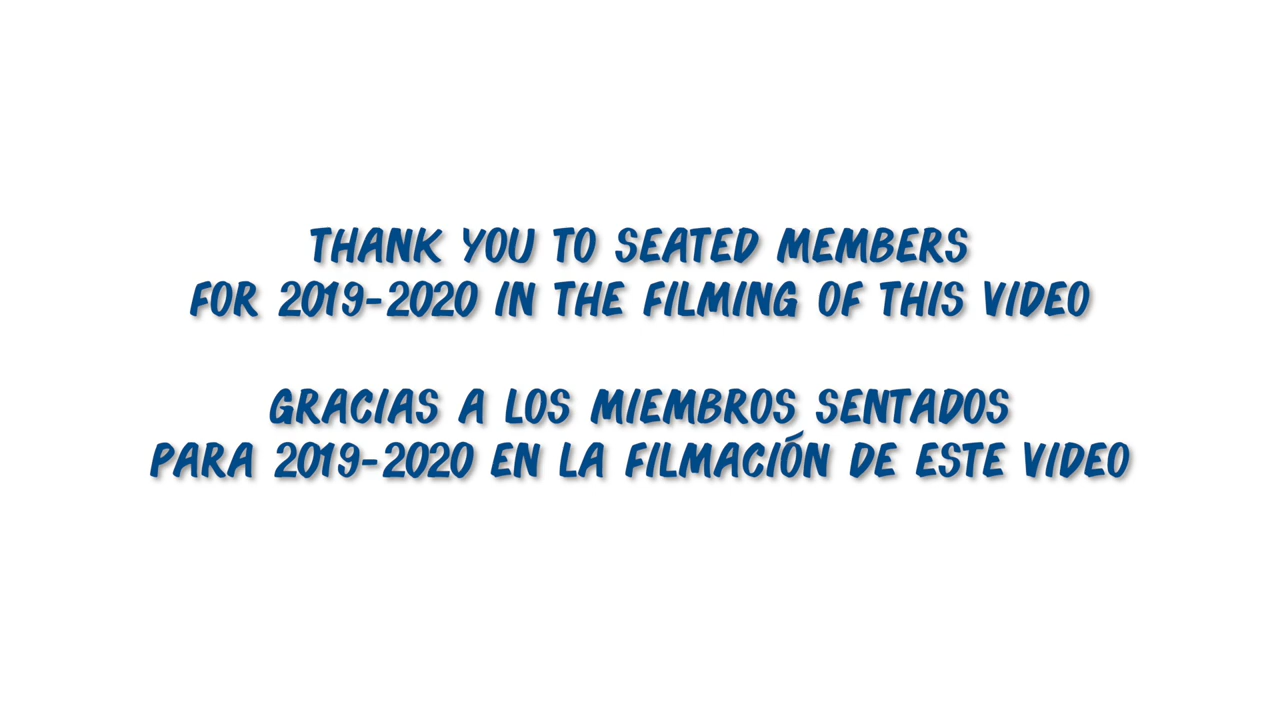 THANK YOU TO SEATED MEMBERS
FOR 2019-2020 IN THE FILMING OF THIS VIDEO
GRACIAS A LOS MIEMBROS SENTADOS
PARA 2019-2020 EN LA FILMACIÓN DE ESTE VIDEO